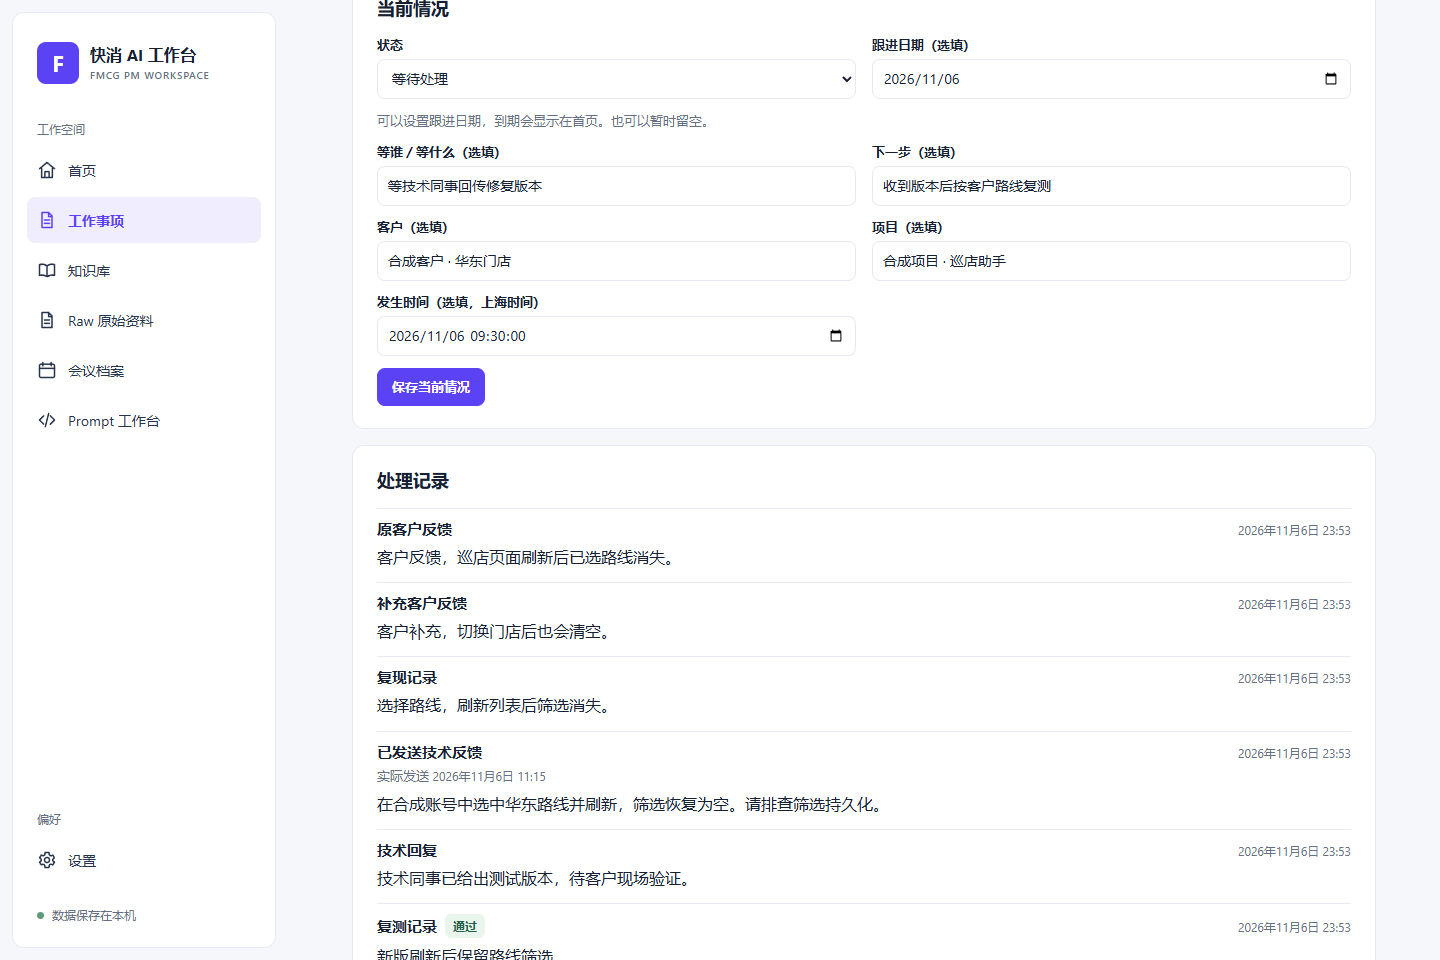 F
快消 AI 工作台
FMCG PM WORKSPACE
工作空间
首页
工作事项
知识库
Raw 原始资料
会议档案
Prompt 工作台
偏好
设置
数据保存在本机
当前情况
状态
跟进日期（选填）
等待处理
2026/11/06
可以设置跟进日期，到期会显示在首页。也可以暂时留空。
等谁 / 等什么（选填）
下一步（选填）
等技术同事回传修复版本
收到版本后按客户路线复测
客户（选填）
项目（选填）
合成客户 · 华东门店
合成项目 · 巡店助手
发生时间（选填，上海时间）
2026/11/06 09:30:00
保存当前情况
处理记录
原客户反馈
2026年11月6日 23:53
客户反馈，巡店页面刷新后已选路线消失。
补充客户反馈
2026年11月6日 23:53
客户补充，切换门店后也会清空。
复现记录
2026年11月6日 23:53
选择路线，刷新列表后筛选消失。
已发送技术反馈
2026年11月6日 23:53
实际发送 2026年11月6日 11:15
在合成账号中选中华东路线并刷新，筛选恢复为空。请排查筛选持久化。
技术回复
2026年11月6日 23:53
技术同事已给出测试版本，待客户现场验证。
复测记录 通过
2026年11月6日 23:53
新版刷新后保留路线筛选